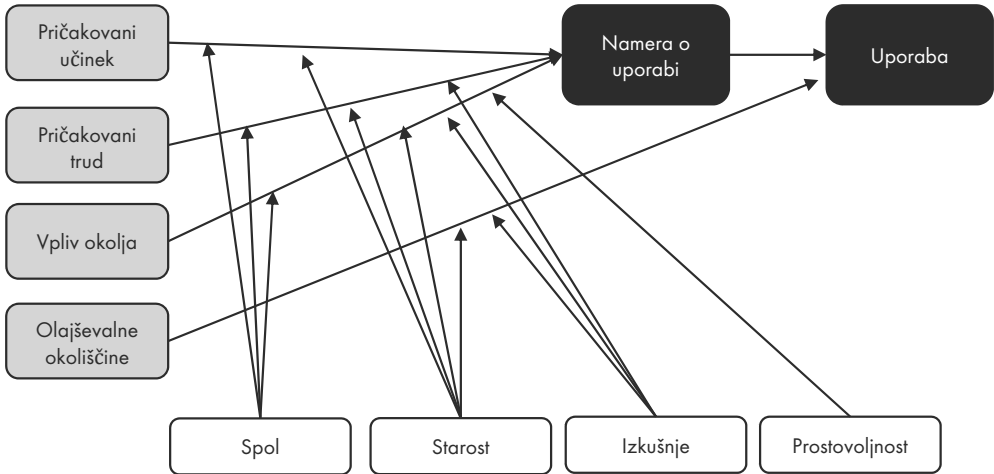 Pričakovani
učinek
Namera o
uporabi
Uporaba
Pričakovani
trud
Vpliv okolja
Olajševalne
okoliščine
Spol
Starost
Izkušnje
Prostovoljnost